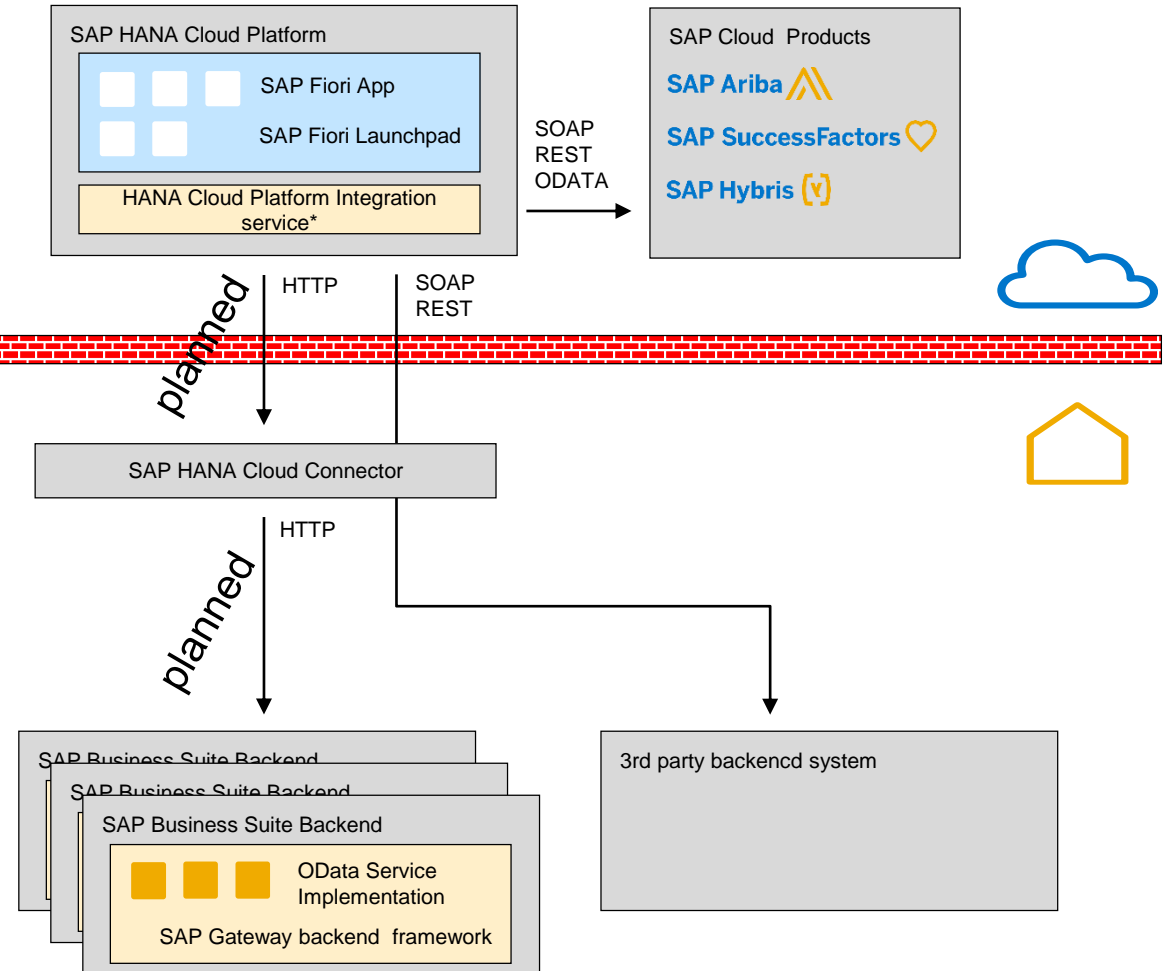 SAP HANA Cloud Platform
SAP Fiori App
SAP Fiori Launchpad
HANA Cloud Platform Integration
service*
SOAP
REST
ODATA
SAP Cloud  Products
SAP Ariba
SAP SuccessFactors
SAP Hybris
planned
HTTP
SOAP
REST
SAP HANA Cloud Connector
planned
HTTP
SAP Business Suite Backend
SAP Business Suite Backend
SAP Business Suite Backend
OData Service
Implementation
SAP Gateway backend  framework
3rd party backencd system